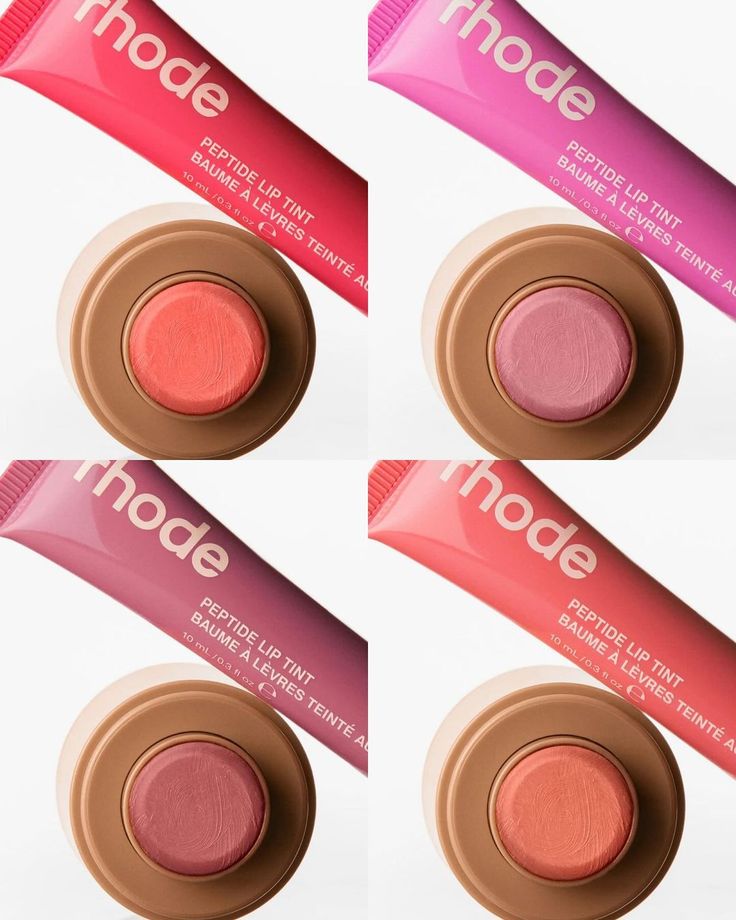 rhode
PEPTIDE LIP TINT
BAUME À LÈVRES TEINTÉ AU
10 mL/0.3 fl oz ℮
rhode
PEPTIDE LIP TINT
BAUME À LÈVRES TEINTÉ AU
10 mL/0.3 fl oz ℮
rhode
PEPTIDE LIP TINT
BAUME À LÈVRES TEINTÉ AU
10 mL/0.3 fl oz ℮
rhode
PEPTIDE LIP TINT
BAUME À LÈVRES TEINTÉ AU
10 mL/0.3 fl oz ℮